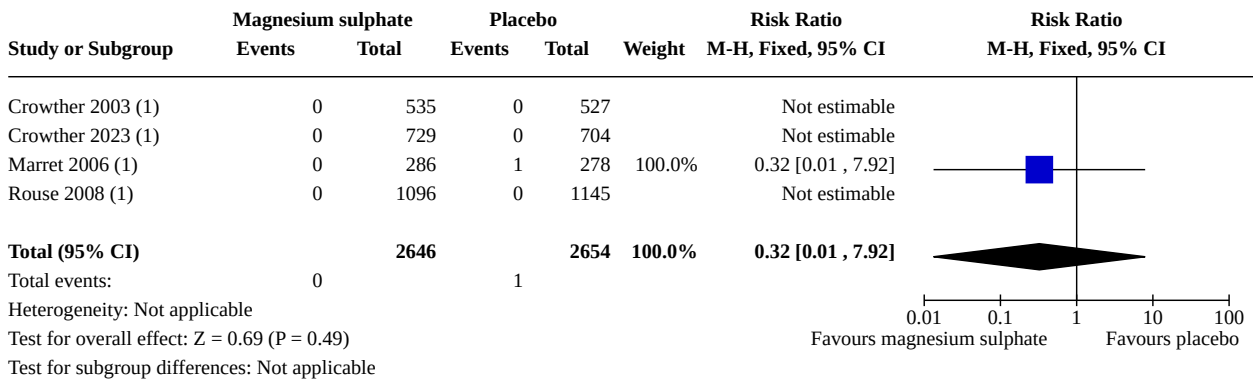 Magnesium sulphate Placebo Risk Ratio Risk Ratio
Study or Subgroup Events Total Events Total Weight M-H, Fixed, 95% CI M-H, Fixed, 95% CI
Crowther 2003 (1) 0 535 0 527 Not estimable
Crowther 2023 (1) 0 729 0 704 Not estimable
Marret 2006 (1) 0 286 1 278 100.0% 0.32 [0.01 , 7.92]
Rouse 2008 (1) 0 1096 0 1145 Not estimable
Total (95% CI) 2646 2654 100.0% 0.32 [0.01 , 7.92]
Total events: 0 1
Heterogeneity: Not applicable
0.01 0.1 1 10 100
Test for overall effect: Z = 0.69 (P = 0.49)
Favours magnesium sulphate Favours placebo
Test for subgroup differences: Not applicable